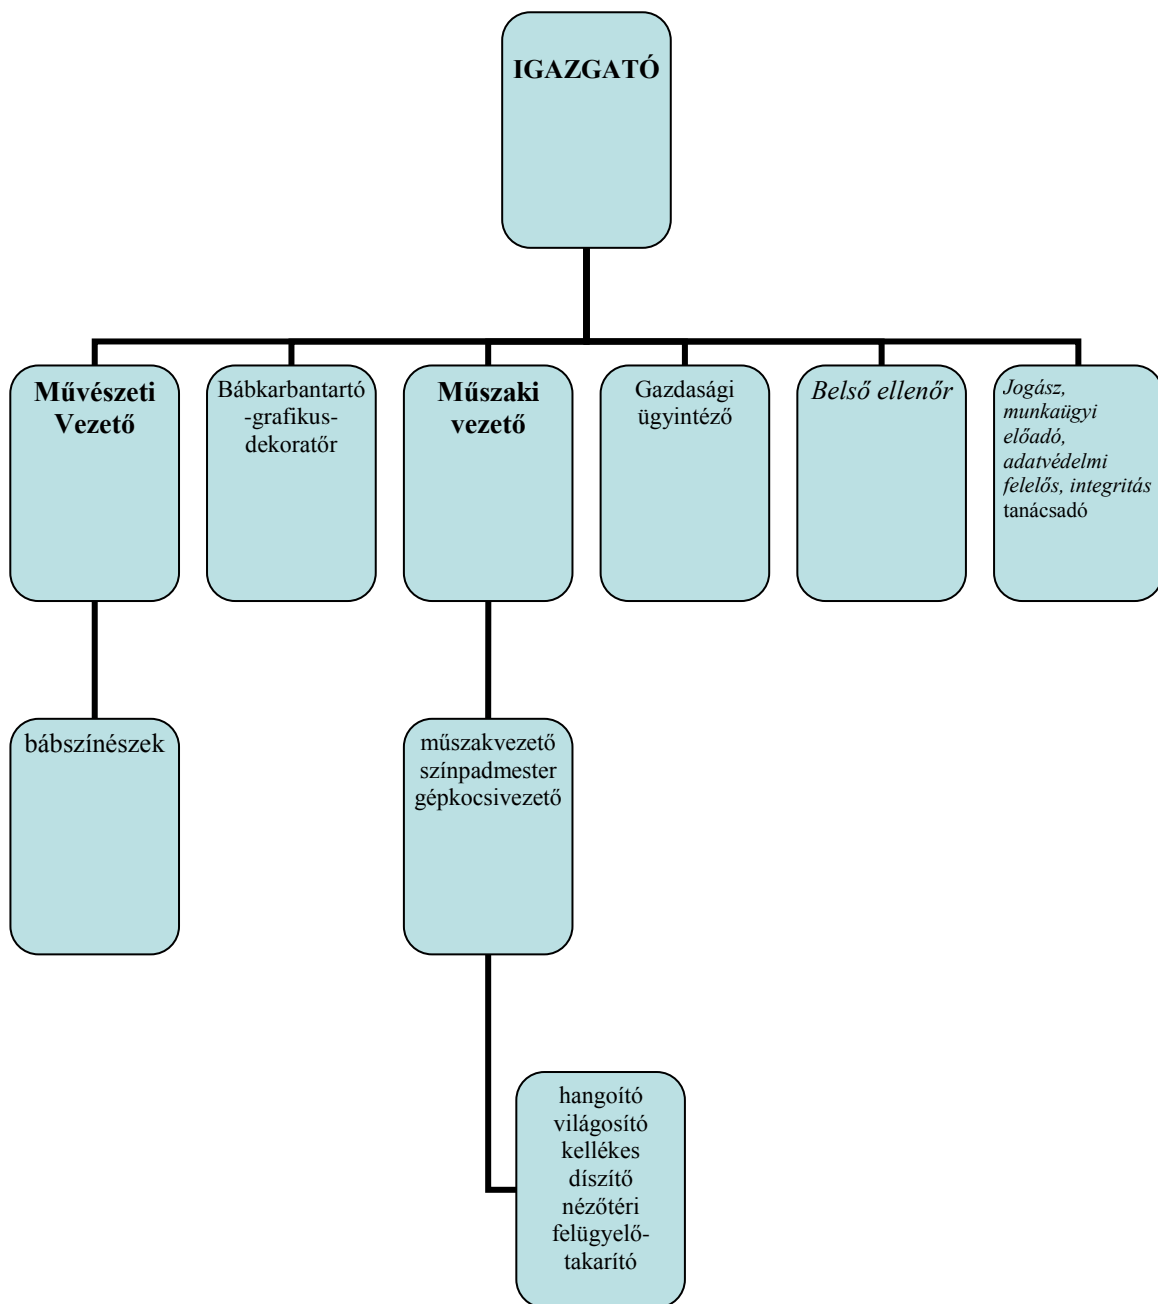 IGAZGATÓ
Művészeti
Vezető
Bábkarbantartó
-grafikus-
dekoratőr
Műszaki
vezető
Gazdasági
ügyintéző
Belső ellenőr
Jogász,
munkaügyi
előadó,
adatvédelmi
felelős, integritás
tanácsadó
bábszínészek
műszakvezető
színpadmester
gépkocsivezető
hangoító
világosító
kellékes
díszítő
nézőtéri
felügyelő-
takarító